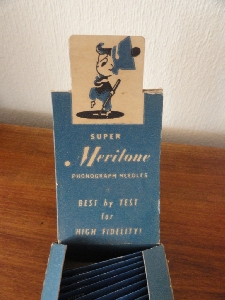 SUPER
Meritone
PHONOGRAPH NEEDLES
BEST by TEST
for
HIGH FIDELITY!